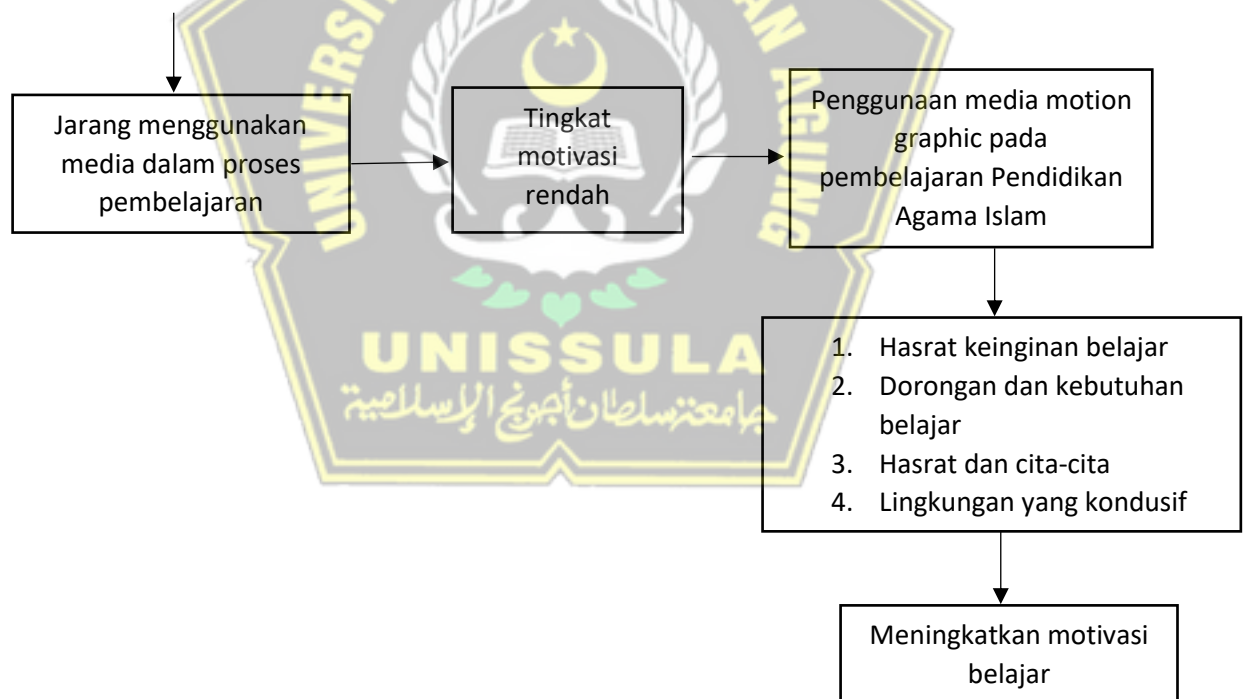 Jarang menggunakan
media dalam proses
pembelajaran
Tingkat
motivasi
rendah
Penggunaan media motion
graphic pada
pembelajaran Pendidikan
Agama Islam
1. Hasrat keinginan belajar
2. Dorongan dan kebutuhan
belajar
3. Hasrat dan cita-cita
4. Lingkungan yang kondusif
Meningkatkan motivasi
belajar
AGUNG
UNISSULA
جامعة سلطان أجونج الإسلامية